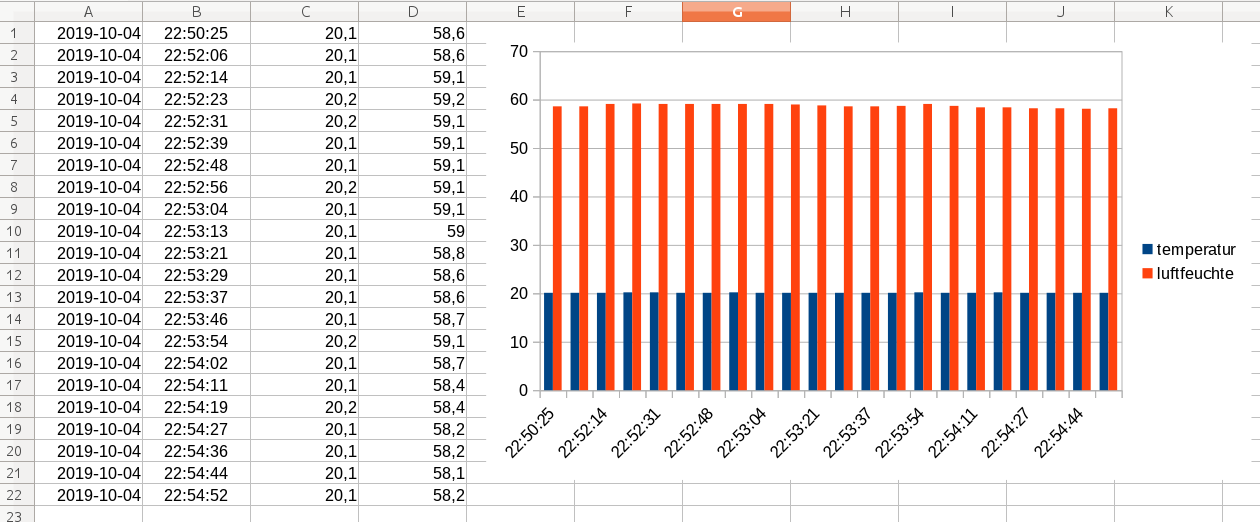 A B C D E F G H I J K
1 2019-10-04 22:50:25 20,1 58,6
2 2019-10-04 22:52:06 20,1 58,6
3 2019-10-04 22:52:14 20,1 59,1
4 2019-10-04 22:52:23 20,2 59,2
5 2019-10-04 22:52:31 20,2 59,1
6 2019-10-04 22:52:39 20,1 59,1
7 2019-10-04 22:52:48 20,1 59,1
8 2019-10-04 22:52:56 20,2 59,1
9 2019-10-04 22:53:04 20,1 59,1
10 2019-10-04 22:53:13 20,1 59
11 2019-10-04 22:53:21 20,1 58,8
12 2019-10-04 22:53:29 20,1 58,6
13 2019-10-04 22:53:37 20,1 58,6
14 2019-10-04 22:53:46 20,1 58,7
15 2019-10-04 22:53:54 20,2 59,1
16 2019-10-04 22:54:02 20,1 58,7
17 2019-10-04 22:54:11 20,1 58,4
18 2019-10-04 22:54:19 20,2 58,4
19 2019-10-04 22:54:27 20,1 58,2
20 2019-10-04 22:54:36 20,1 58,2
21 2019-10-04 22:54:44 20,1 58,1
22 2019-10-04 22:54:52 20,1 58,2
23
70
60
50
40
30
20
10
0
22:50:25 22:52:14 22:52:31 22:52:48 22:53:04 22:53:21 22:53:37 22:53:54 22:54:11 22:54:27 22:54:44
temperatur
luftfeuchte